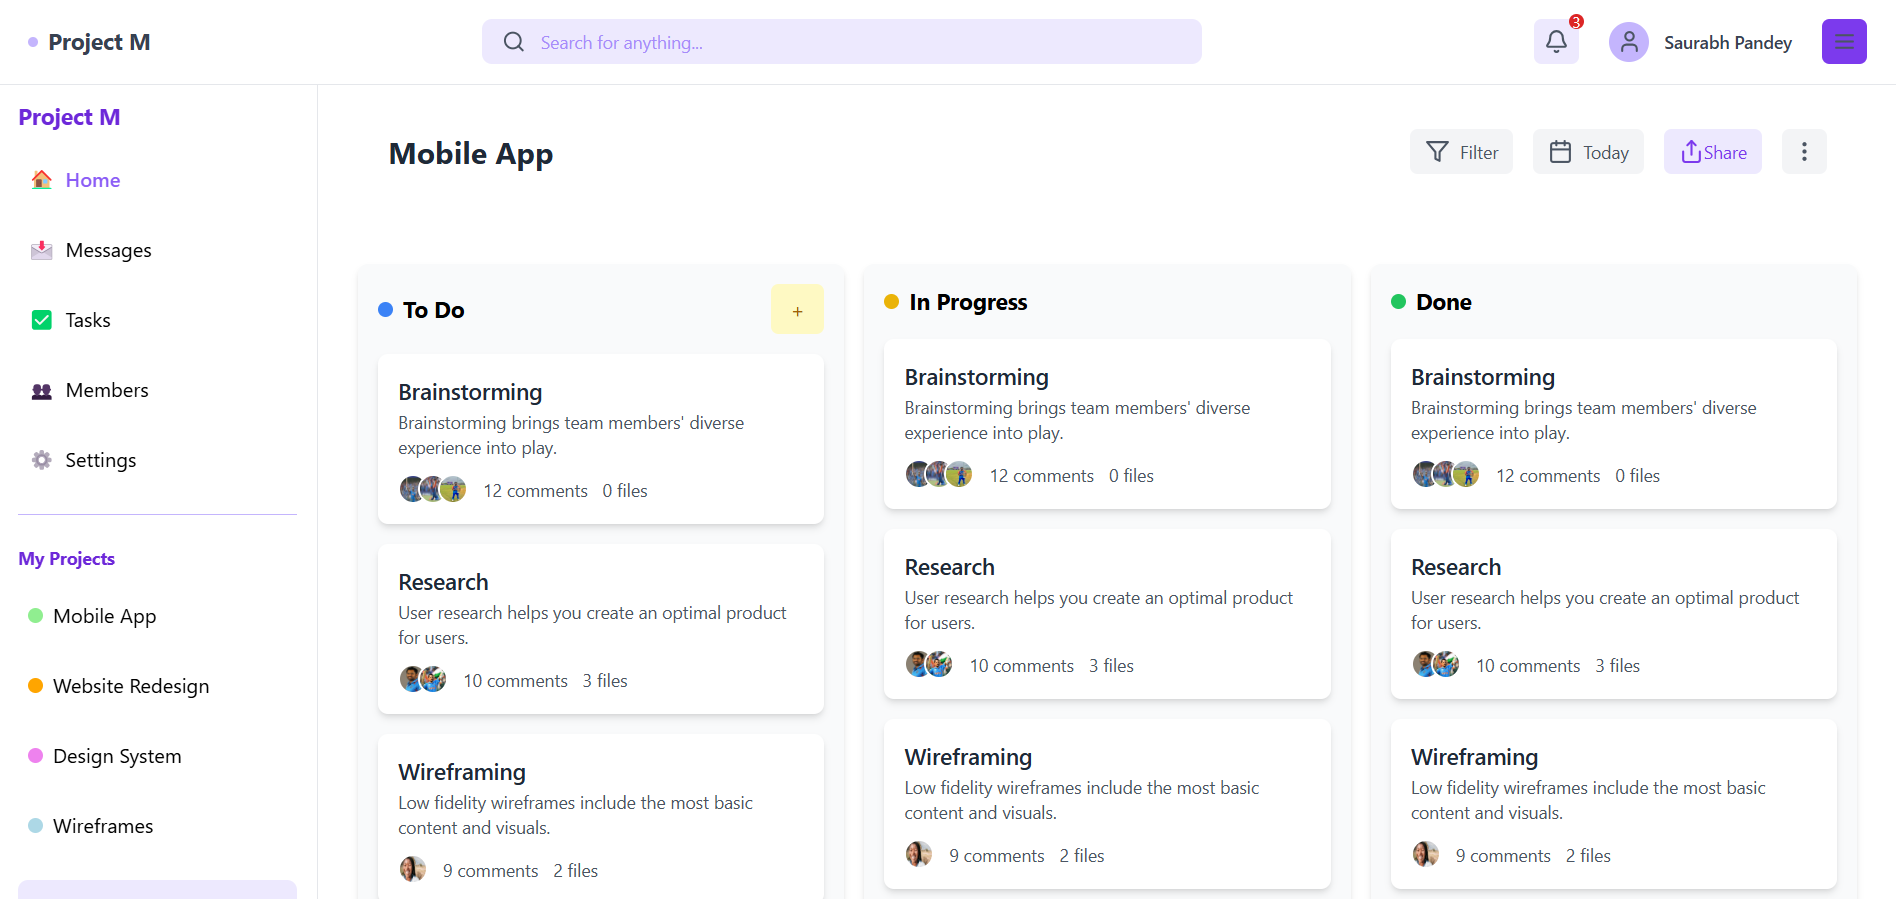 Project M
Search for anything...
3
Saurabh Pandey
Project M
Home
Messages
Tasks
Members
Settings
My Projects
Mobile App
Website Redesign
Design System
Wireframes
Mobile App
Filter
Today
Share
To Do
+
Brainstorming
Brainstorming brings team members' diverse
experience into play.
12 comments 0 files
Research
User research helps you create an optimal product
for users.
10 comments 3 files
Wireframing
Low fidelity wireframes include the most basic
content and visuals.
9 comments 2 files
In Progress
Brainstorming
Brainstorming brings team members' diverse
experience into play.
12 comments 0 files
Research
User research helps you create an optimal product
for users.
10 comments 3 files
Wireframing
Low fidelity wireframes include the most basic
content and visuals.
9 comments 2 files
Done
Brainstorming
Brainstorming brings team members' diverse
experience into play.
12 comments 0 files
Research
User research helps you create an optimal product
for users.
10 comments 3 files
Wireframing
Low fidelity wireframes include the most basic
content and visuals.
9 comments 2 files